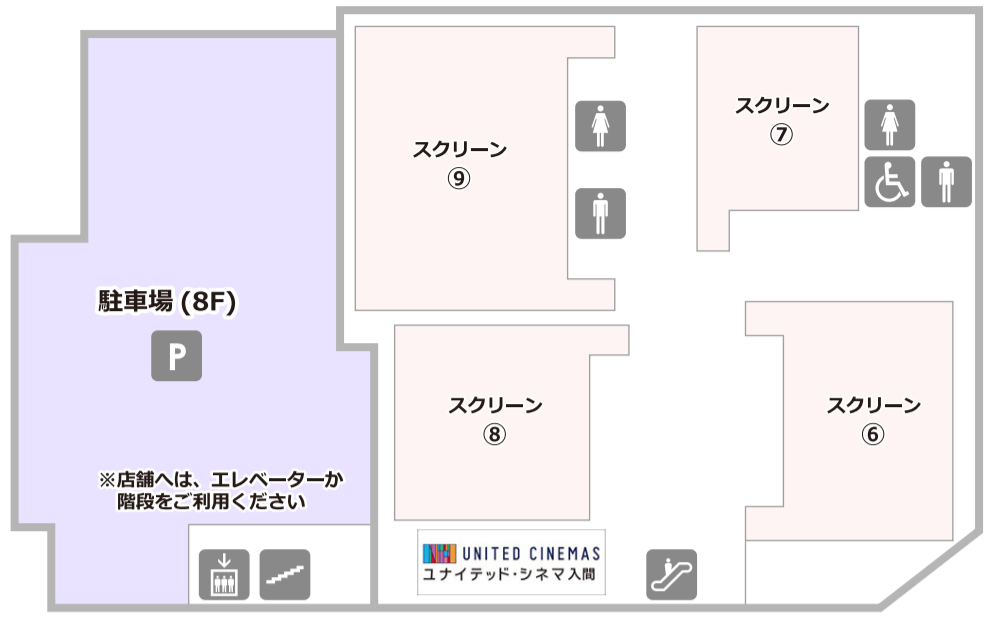 スクリーン
⑨
スクリーン
⑦
駐車場 (8F)
P
スクリーン
⑧
スクリーン
⑥
※店舗へは、エレベーターか
階段をご利用ください
UNITED CINEMAS
ユナイテッド・シネマ入間